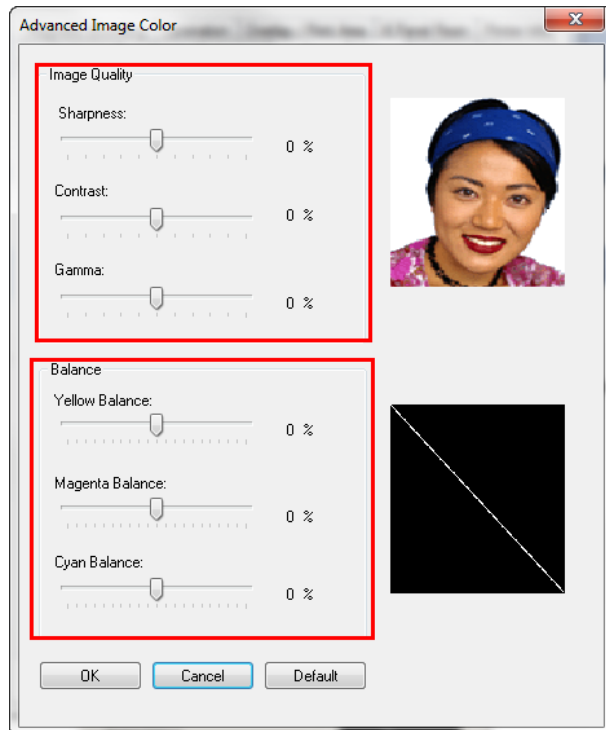 Advanced Image Color
Image Quality
Sharpness:
0 %
Contrast:
0 %
Gamma:
0 %
Balance
Yellow Balance:
0 %
Magenta Balance:
0 %
Cyan Balance:
0 %
OK Cancel Default